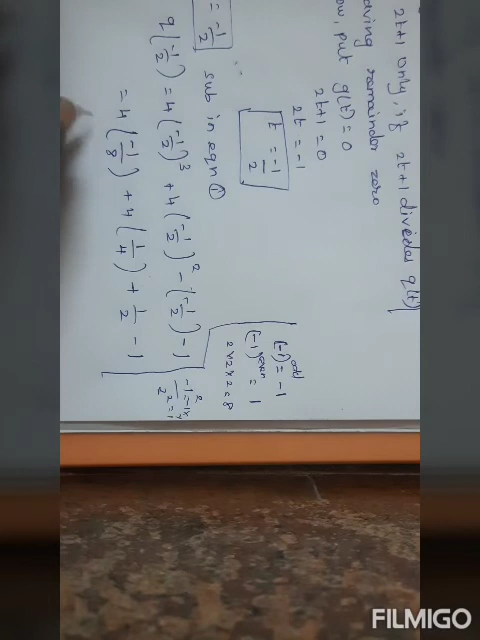 2t+1 only, if 2t+1 divides q(t)
aving remainder zero
ow, put q(t) = 0
2t+1 = 0
2t = -1
t = -1/2
= -1/2 sub in eqn ①
q(-1/2) = 4(-1/2)³ + 4(-1/2)² - (-1/2) - 1
= 4(-1/8) + 4(1/4) + 1/2 - 1
(-1)^odd = -1
(-1)^even = 1
2×2×2=8
FILMIGO